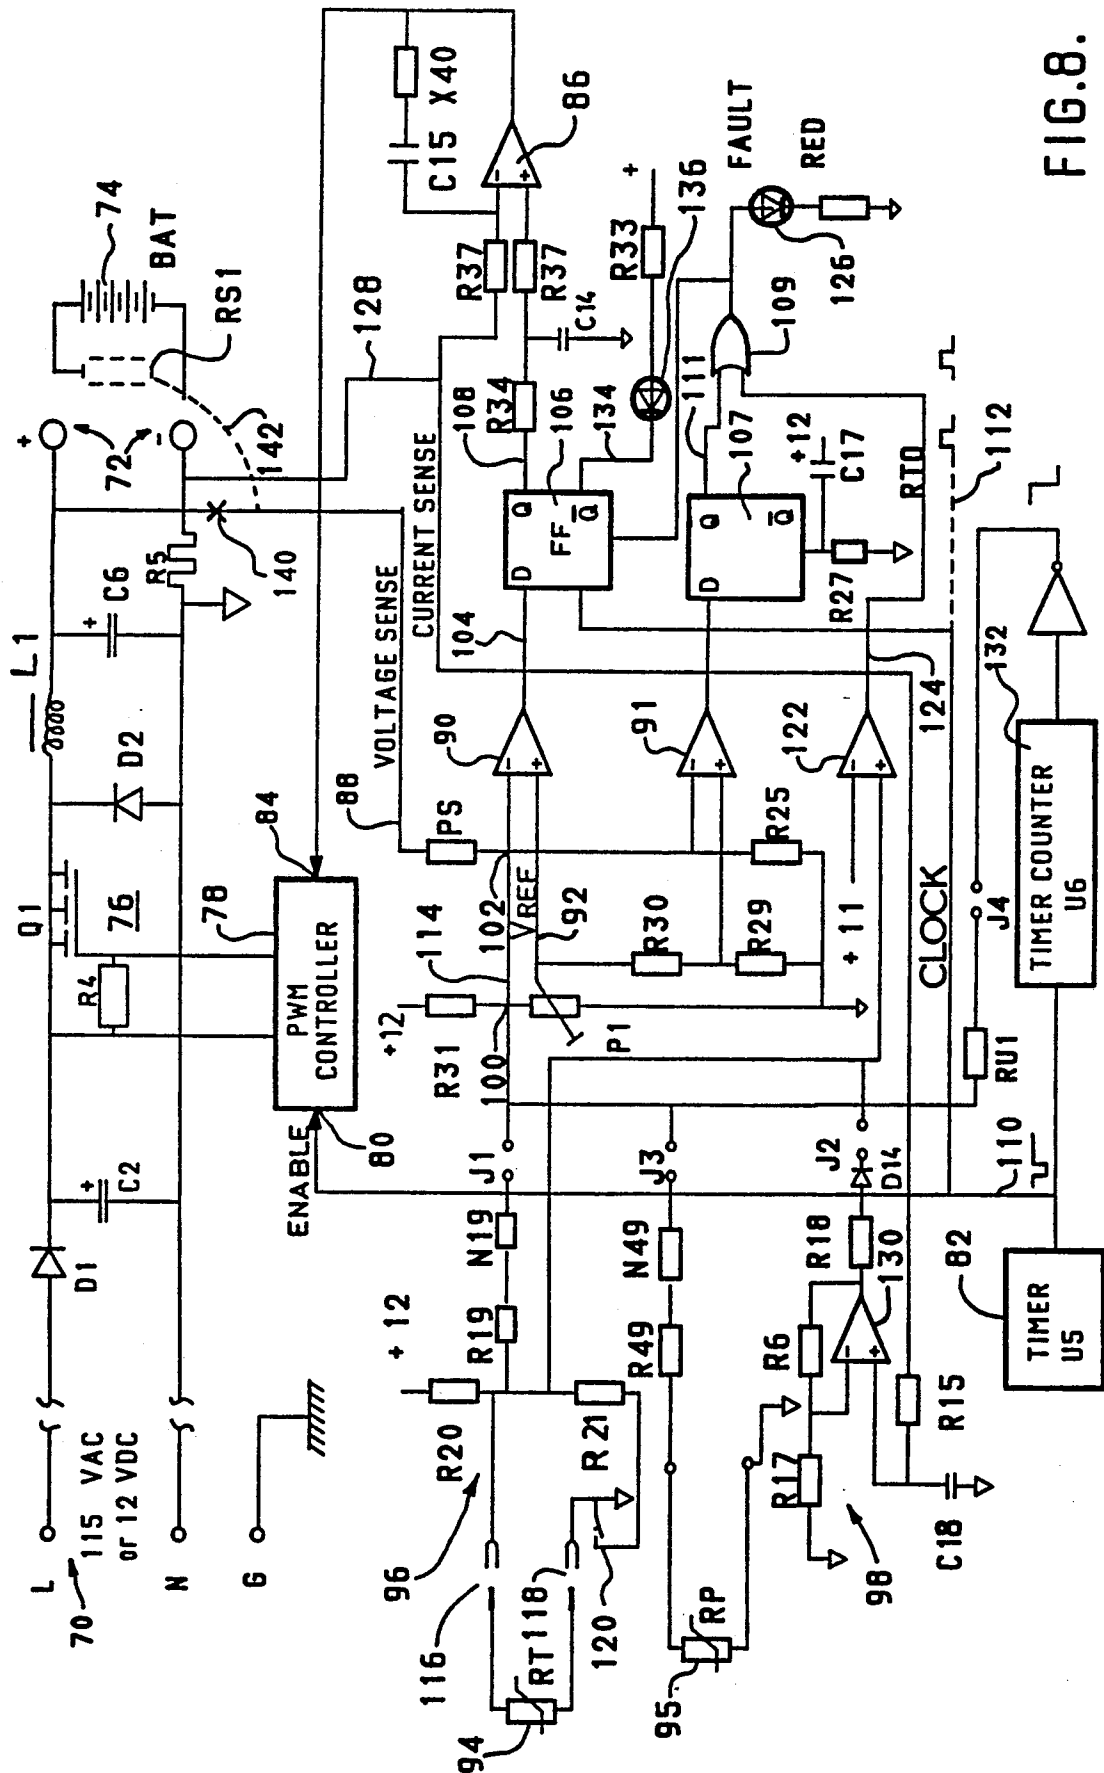 FIG.8.
L
70
115 VAC
or 12 VDC
N
G
D1
+
C2
R4
Q1
76
D2
L1
+
C6
R5
140
+
72
-
142
RS1
74
BAT
128
ENABLE
80
PWM
CONTROLLER
78
84
88
VOLTAGE SENSE
CURRENT SENSE
C15
X40
86
-
+
R37
R37
C14
R34
108
106
134
D
Q
FF
Q
104
R33
+
136
FAULT
RED
126
109
111
107
D
Q
Q
+12
C17
R27
RTD
124
112
90
-
+
91
-
+
122
-
+
PS
R25
102
VREF
92
R30
R29
+11
114
+12
R31
100
P1
CLOCK
J1
N19
R19
+12
R20
96
R21
116
118
120
RT
94
J3
N49
R49
RP
95
J2
D14
R18
130
R6
-
+
R17
98
R15
C18
110
RU1
J4
82
TIMER
U5
132
TIMER COUNTER
U6